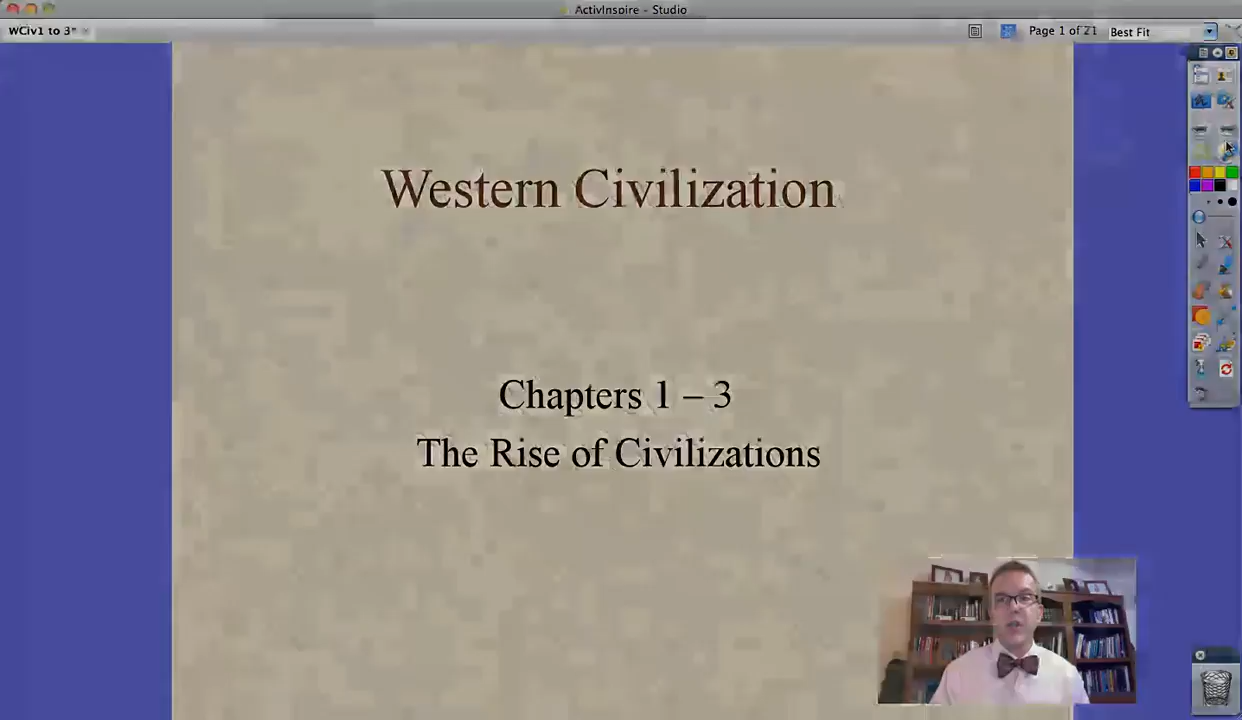 ActivInspire - Studio
WCiv1 to 3*
Page 1 of 21
Best Fit
Western Civilization
Chapters 1 – 3
The Rise of Civilizations